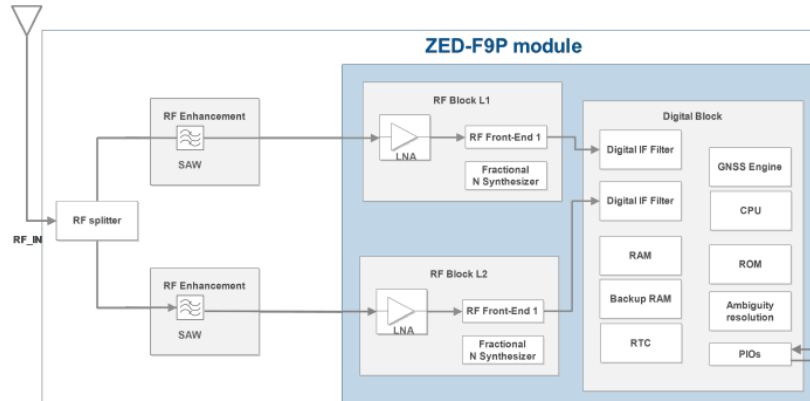 ZED-F9P module
RF_IN
RF splitter
RF Enhancement
SAW
RF Enhancement
SAW
RF Block L1
LNA
RF Front-End 1
Fractional
N Synthesizer
RF Block L2
LNA
RF Front-End 1
Fractional
N Synthesizer
Digital Block
Digital IF Filter
Digital IF Filter
RAM
Backup RAM
RTC
GNSS Engine
CPU
ROM
Ambiguity
resolution
PIOs